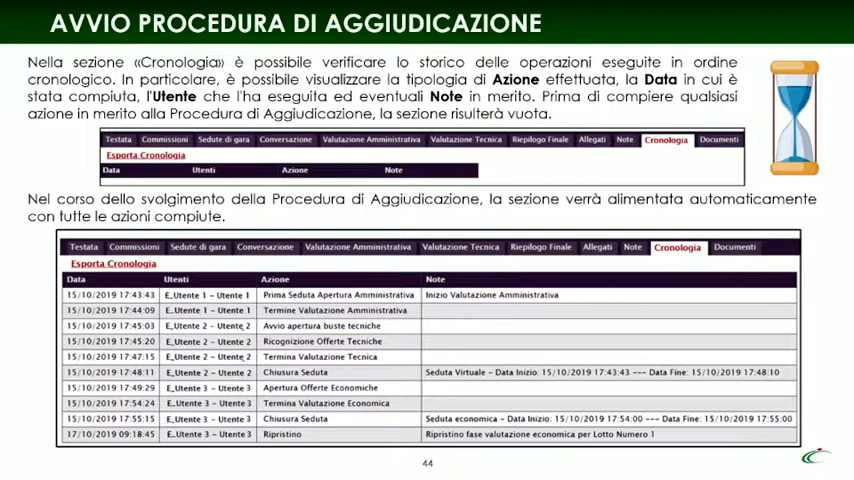 AVVIO PROCEDURA DI AGGIUDICAZIONE
Nella sezione «Cronologia» è possibile verificare lo storico delle operazioni eseguite in ordine
cronologico. In particolare, è possibile visualizzare la tipologia di Azione effettuata, la Data in cui è
stata compiuta, l'Utente che l'ha eseguita ed eventuali Note in merito. Prima di compiere qualsiasi
azione in merito alla Procedura di Aggiudicazione, la sezione risulterà vuota.
Testata Commissioni Sedute di gara Conversazione Valutazione Amministrativa Valutazione Tecnica Riepilogo Finale Allegati Note Cronologia Documenti
Esporta Cronologia
Data Utenti Azione Note
Nel corso dello svolgimento della Procedura di Aggiudicazione, la sezione verrà alimentata automaticamente
con tutte le azioni compiute.
Testata Commissioni Sedute di gara Conversazione Valutazione Amministrativa Valutazione Tecnica Riepilogo Finale Allegati Note Cronologia Documenti
Esporta Cronologia
Data Utenti Azione Note
15/10/2019 17:43:43 E_Utente 1 - Utente 1 Prima Seduta Apertura Amministrativa Inizio Valutazione Amministrativa
15/10/2019 17:44:09 E_Utente 1 - Utente 1 Termine Valutazione Amministrativa
15/10/2019 17:45:03 E_Utente 2 - Utente 2 Avvio apertura buste tecniche
15/10/2019 17:45:20 E_Utente 2 - Utente 2 Ricognizione Offerte Tecniche
15/10/2019 17:47:15 E_Utente 2 - Utente 2 Termina Valutazione Tecnica
15/10/2019 17:48:11 E_Utente 2 - Utente 2 Chiusura Seduta Seduta Virtuale - Data Inizio: 15/10/2019 17:43:43 --- Data Fine: 15/10/2019 17:48:10
15/10/2019 17:49:29 E_Utente 3 - Utente 3 Apertura Offerte Economiche
15/10/2019 17:54:24 E_Utente 3 - Utente 3 Termina Valutazione Economica
15/10/2019 17:55:15 E_Utente 3 - Utente 3 Chiusura Seduta Seduta economica - Data Inizio: 15/10/2019 17:54:00 --- Data Fine: 15/10/2019 17:55:00
17/10/2019 09:18:45 E_Utente 3 - Utente 3 Ripristino Ripristino fase valutazione economica per Lotto Numero 1
44